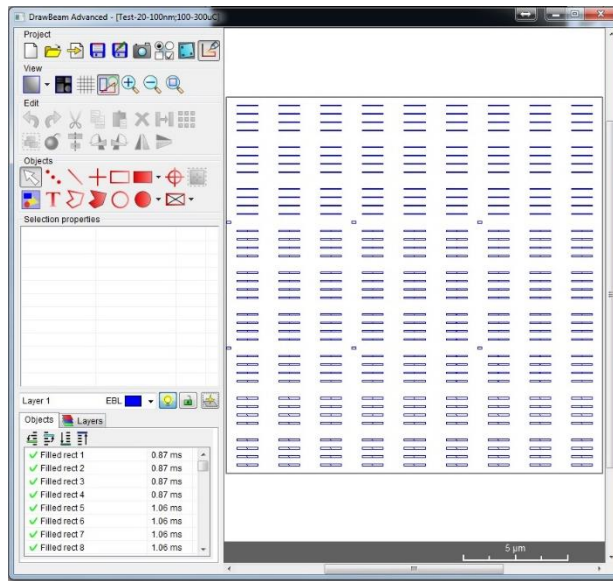 DrawBeam Advanced - [Test-20-100nm;100-300uC
Project
View
Edit
Objects
T
Selection properties
Layer 1 EBL
Objects Layers
Filled rect 1 0.87 ms
Filled rect 2 0.87 ms
Filled rect 3 0.87 ms
Filled rect 4 0.87 ms
Filled rect 5 1.06 ms
Filled rect 6 1.06 ms
Filled rect 7 1.06 ms
Filled rect 8 1.06 ms
5 µm